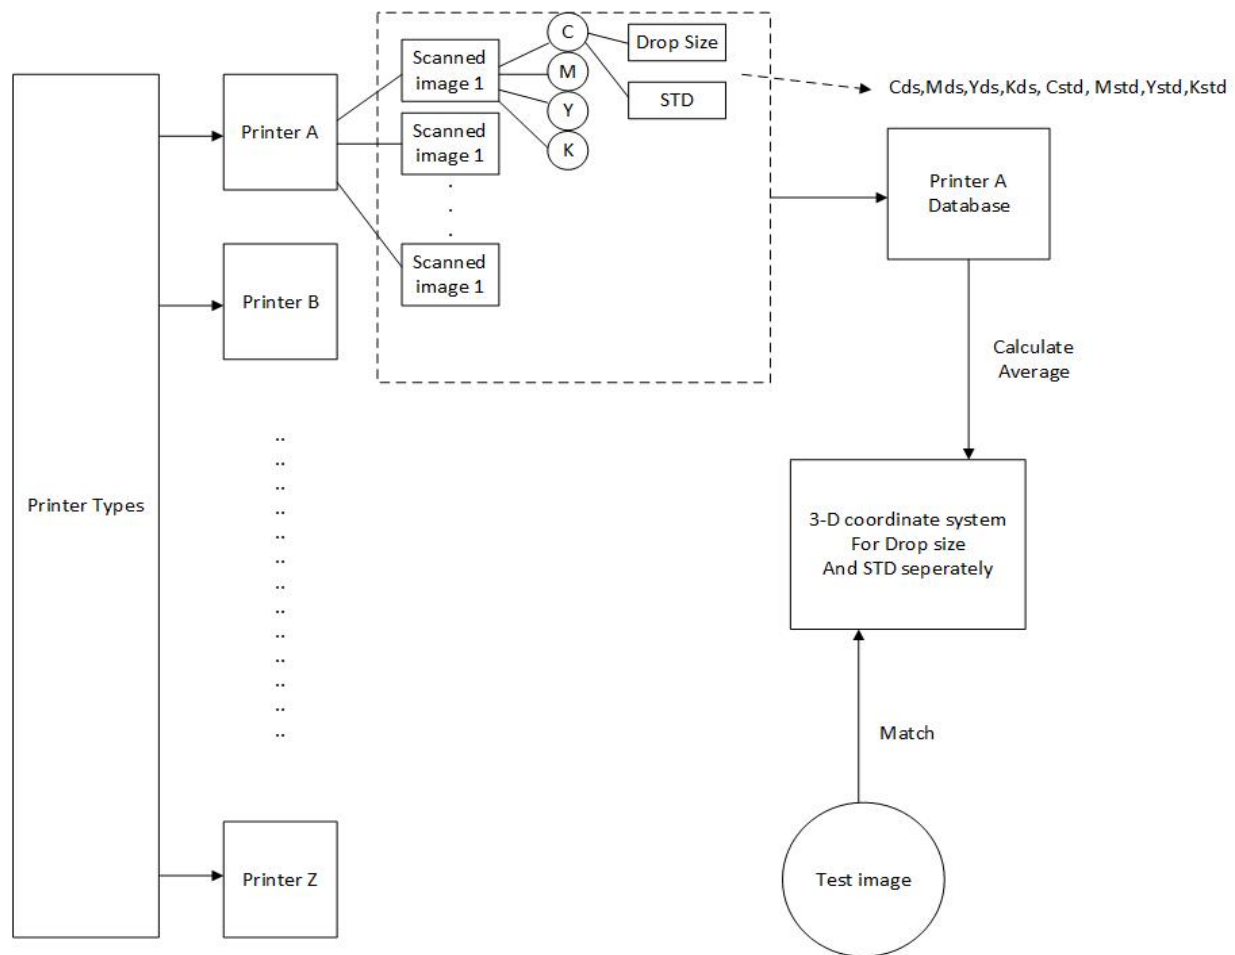 C
Drop Size
Scanned
image 1
M
Cds,Mds,Yds,Kds, Cstd, Mstd,Ystd,Kstd
STD
Y
Printer A
Scanned
image 1
K
Printer A
Database
.
.
.
Scanned
image 1
Printer B
Calculate
Average
..
..
..
..
..
..
..
..
..
..
..
..
..
Printer Types
3-D coordinate system
For Drop size
And STD seperately
Match
Printer Z
Test image